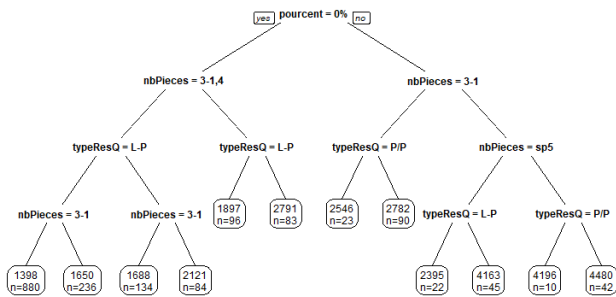 yes pourcent = 0% no
nbPieces = 3-1,4 nbPieces = 3-1
typeResQ = L-P typeResQ = L-P typeResQ = P/P nbPieces = sp5
1897 2791 2546 2782
n=96 n=83 n=23 n=90
nbPieces = 3-1 nbPieces = 3-1 typeResQ = L-P typeResQ = P/P
1398 1650 1688 2121 2395 4163 4196 4480
n=880 n=236 n=134 n=84 n=22 n=45 n=10 n=42